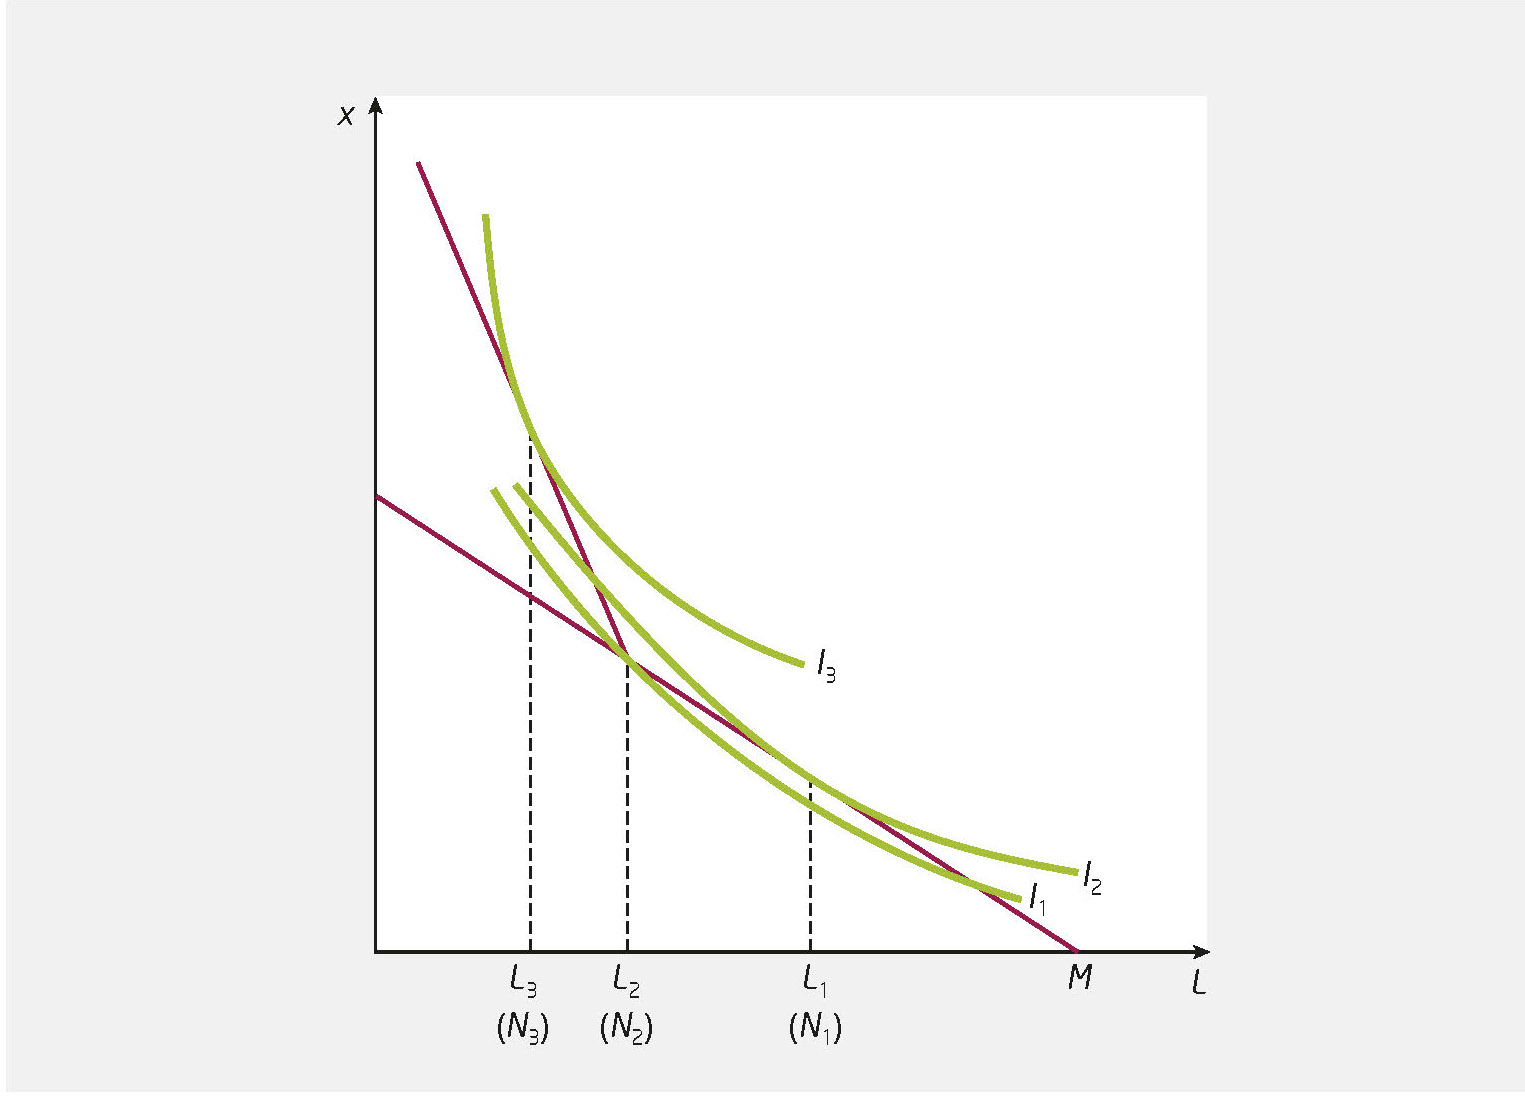 X
I₃
I₂
I₁
L₃ L₂ L₁ M L
(N₃) (N₂) (N₁)